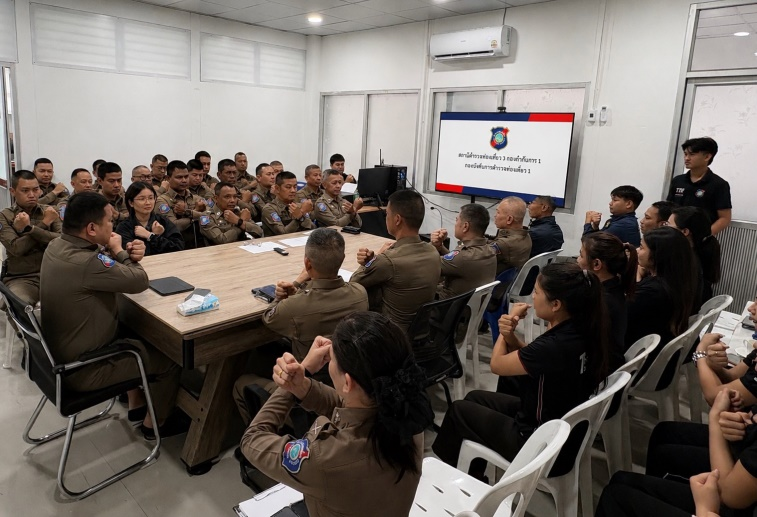 สถานีตำรวจท่องเที่ยว 3 กองกำกับการ 1
กองบังคับการตำรวจท่องเที่ยว 1